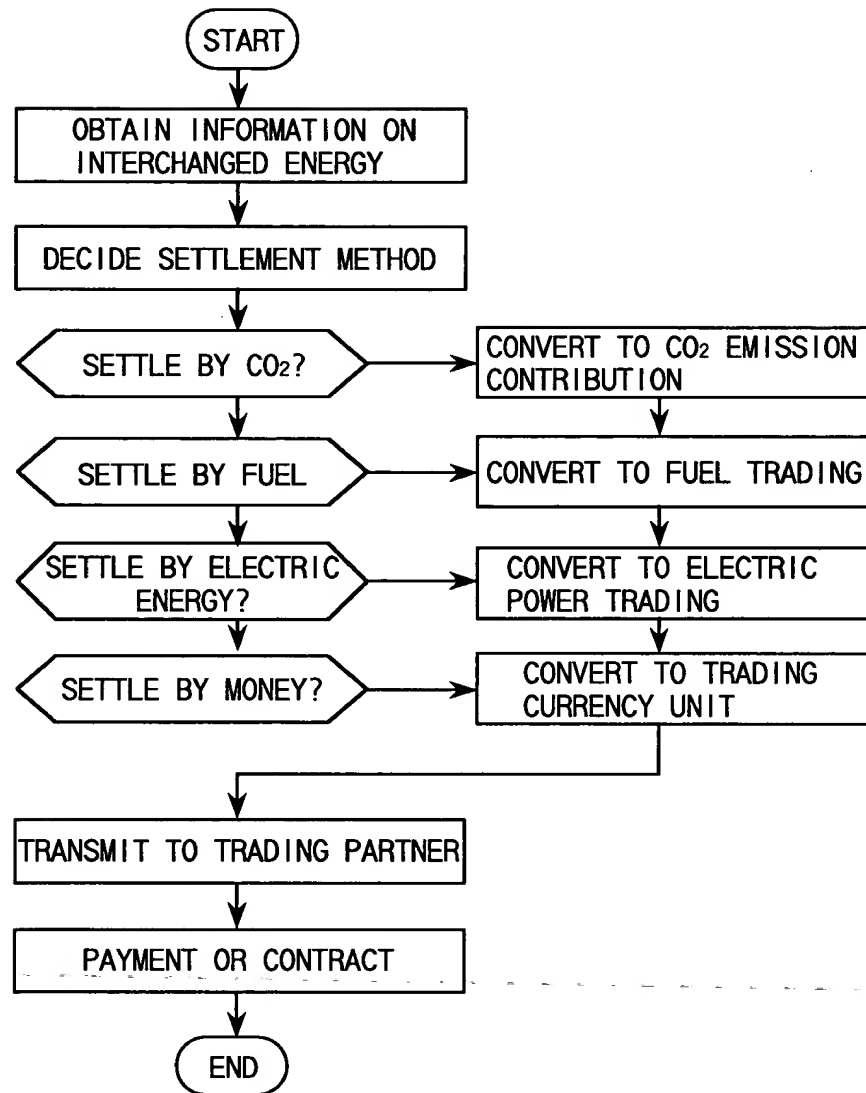 START
OBTAIN INFORMATION ON
INTERCHANGED ENERGY
DECIDE SETTLEMENT METHOD
SETTLE BY CO₂?
CONVERT TO CO₂ EMISSION
CONTRIBUTION
SETTLE BY FUEL
CONVERT TO FUEL TRADING
SETTLE BY ELECTRIC
ENERGY?
CONVERT TO ELECTRIC
POWER TRADING
SETTLE BY MONEY?
CONVERT TO TRADING
CURRENCY UNIT
TRANSMIT TO TRADING PARTNER
PAYMENT OR CONTRACT
END